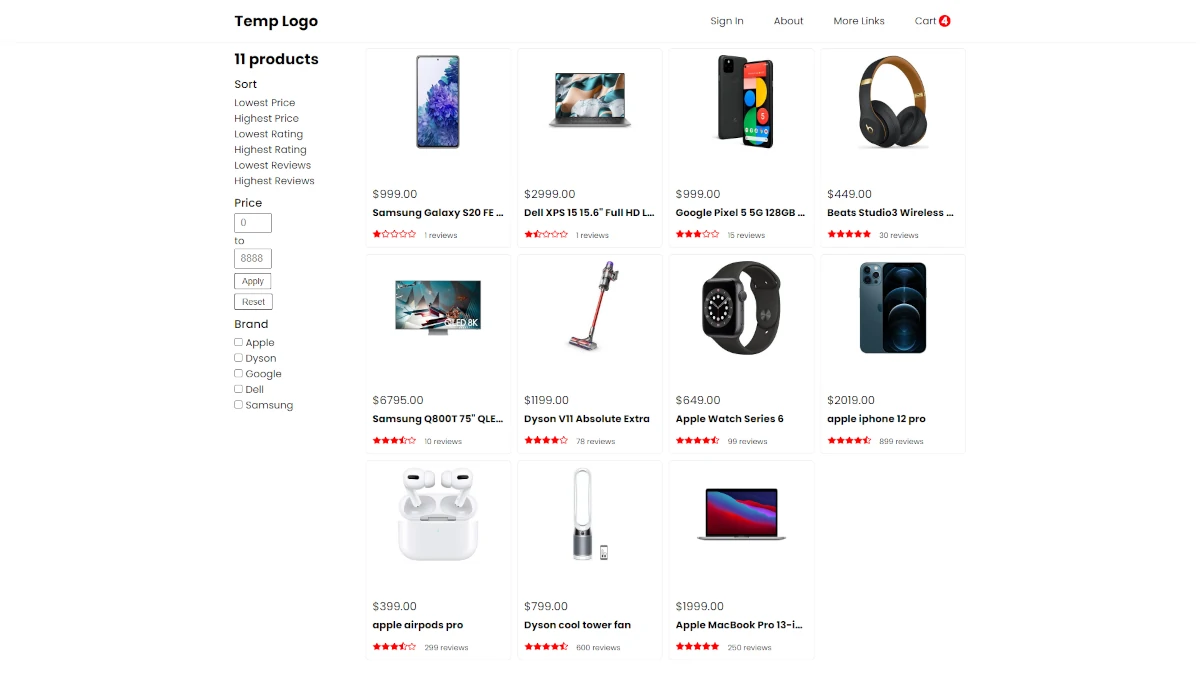 Temp Logo
Sign In
About
More Links
Cart 4
11 products
Sort
Lowest Price
Highest Price
Lowest Rating
Highest Rating
Lowest Reviews
Highest Reviews
Price
0
to
8888
Apply
Reset
Brand
Apple
Dyson
Google
Dell
Samsung
$999.00
Samsung Galaxy S20 FE ...
1 reviews
$2999.00
Dell XPS 15 15.6" Full HD L...
1 reviews
$999.00
Google Pixel 5 5G 128GB ...
15 reviews
$449.00
Beats Studio3 Wireless ...
30 reviews
QLED 8K
$6795.00
Samsung Q800T 75" QLE...
10 reviews
$1199.00
Dyson V11 Absolute Extra
78 reviews
$649.00
Apple Watch Series 6
99 reviews
$2019.00
apple iphone 12 pro
899 reviews
$399.00
apple airpods pro
299 reviews
$799.00
Dyson cool tower fan
600 reviews
$1999.00
Apple MacBook Pro 13-i...
250 reviews